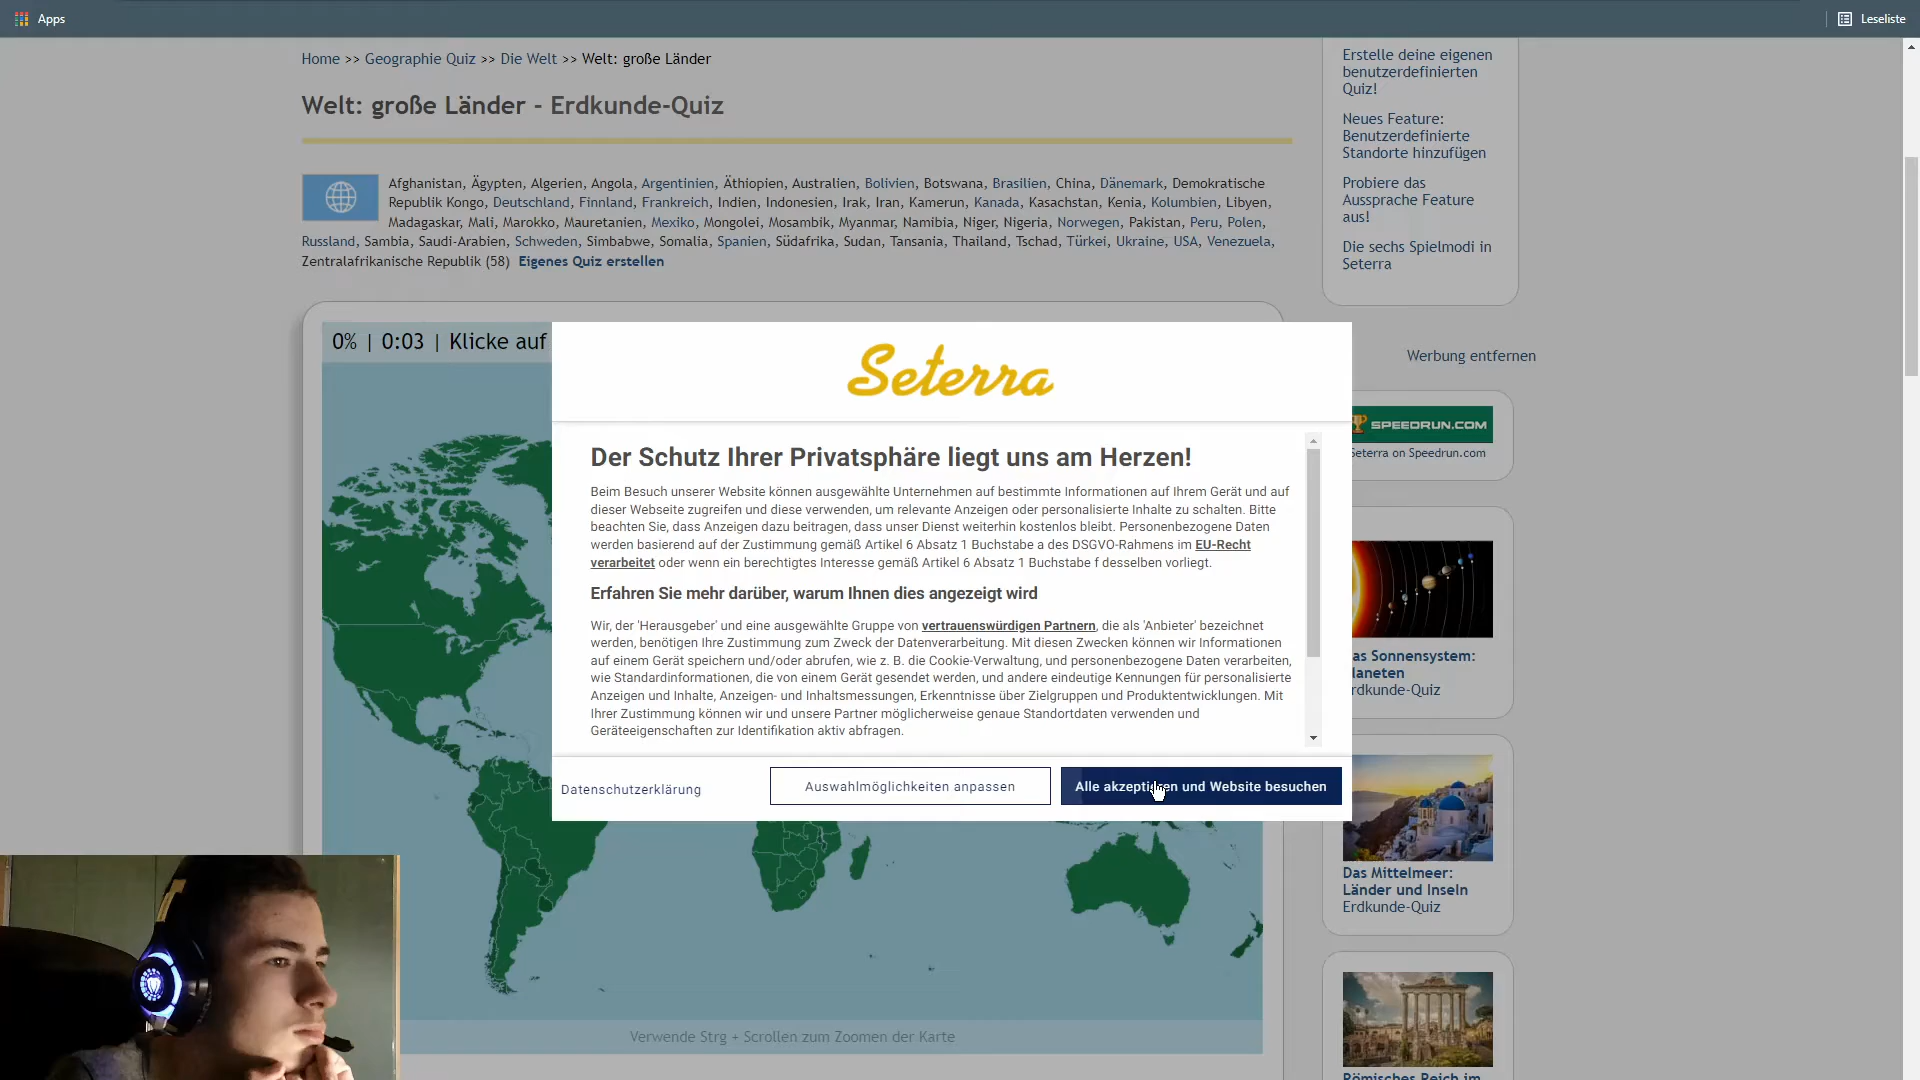 Apps
Leseliste
Home >> Geographie Quiz >> Die Welt >> Welt: große Länder
Welt: große Länder - Erdkunde-Quiz
Afghanistan, Ägypten, Algerien, Angola, Argentinien, Äthiopien, Australien, Bolivien, Botswana, Brasilien, China, Dänemark, Demokratische
Republik Kongo, Deutschland, Finnland, Frankreich, Indien, Indonesien, Irak, Iran, Kamerun, Kanada, Kasachstan, Kenia, Kolumbien, Libyen,
Madagaskar, Mali, Marokko, Mauretanien, Mexiko, Mongolei, Mosambik, Myanmar, Namibia, Niger, Nigeria, Norwegen, Pakistan, Peru, Polen,
Russland, Sambia, Saudi-Arabien, Schweden, Simbabwe, Somalia, Spanien, Südafrika, Sudan, Tansania, Thailand, Tschad, Türkei, Ukraine, USA, Venezuela,
Zentralafrikanische Republik (58) Eigenes Quiz erstellen
0% | 0:03 | Klicke auf
Seterra
Der Schutz Ihrer Privatsphäre liegt uns am Herzen!
Beim Besuch unserer Website können ausgewählte Unternehmen auf bestimmte Informationen auf Ihrem Gerät und auf
dieser Webseite zugreifen und diese verwenden, um relevante Anzeigen oder personalisierte Inhalte zu schalten. Bitte
beachten Sie, dass Anzeigen dazu beitragen, dass unser Dienst weiterhin kostenlos bleibt. Personenbezogene Daten
werden basierend auf der Zustimmung gemäß Artikel 6 Absatz 1 Buchstabe a des DSGVO-Rahmens im EU-Recht
verarbeitet oder wenn ein berechtigtes Interesse gemäß Artikel 6 Absatz 1 Buchstabe f desselben vorliegt.
Erfahren Sie mehr darüber, warum Ihnen dies angezeigt wird
Wir, der 'Herausgeber' und eine ausgewählte Gruppe von vertrauenswürdigen Partnern, die als 'Anbieter' bezeichnet
werden, benötigen Ihre Zustimmung zum Zweck der Datenverarbeitung. Mit diesen Zwecken können wir Informationen
auf einem Gerät speichern und/oder abrufen, wie z. B. die Cookie-Verwaltung, und personenbezogene Daten verarbeiten,
wie Standardinformationen, die von einem Gerät gesendet werden, und andere eindeutige Kennungen für personalisierte
Anzeigen und Inhalte, Anzeigen- und Inhaltsmessungen, Erkenntnisse über Zielgruppen und Produktentwicklungen. Mit
Ihrer Zustimmung können wir und unsere Partner möglicherweise genaue Standortdaten verwenden und
Geräteeigenschaften zur Identifikation aktiv abfragen.
Datenschutzerklärung
Auswahlmöglichkeiten anpassen
Alle akzeptieren und Website besuchen
Verwende Strg + Scrollen zum Zoomen der Karte
Erstelle deine eigenen
benutzerdefinierten
Quiz!
Neues Feature:
Benutzerdefinierte
Standorte hinzufügen
Probiere das
Aussprache Feature
aus!
Die sechs Spielmodi in
Seterra
Werbung entfernen
SPEEDRUN.COM
Seterra on Speedrun.com
as Sonnensystem:
laneten
rdkunde-Quiz
Das Mittelmeer:
Länder und Inseln
Erdkunde-Quiz
Römisches Reich im